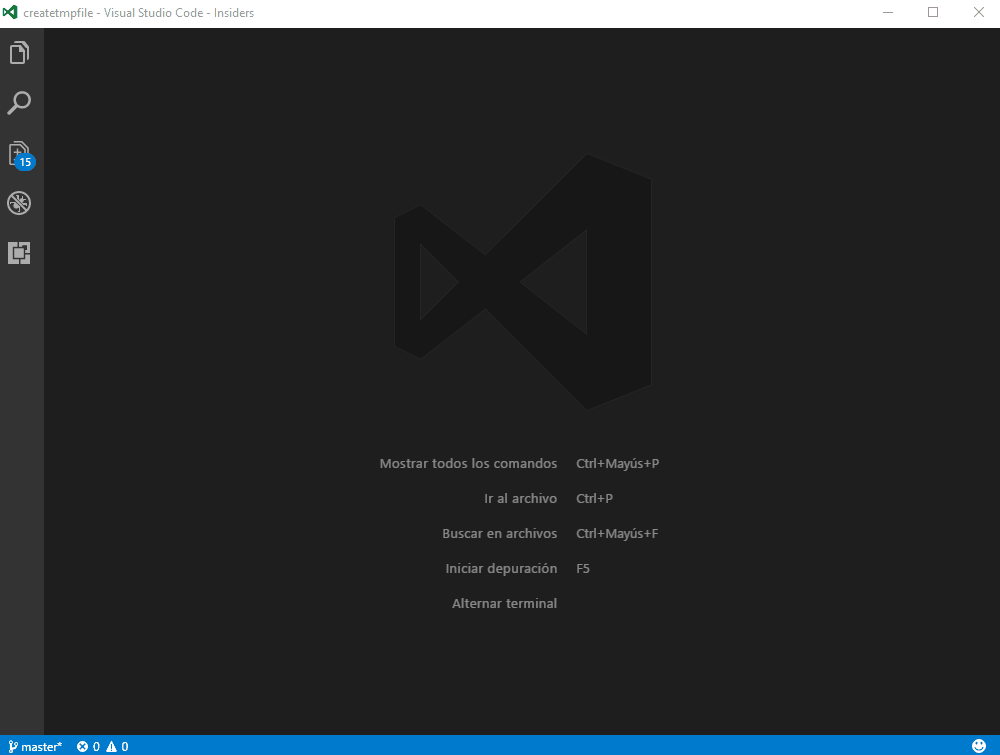 createtmpfile - Visual Studio Code - Insiders
15
Mostrar todos los comandos Ctrl+Mayús+P
Ir al archivo Ctrl+P
Buscar en archivos Ctrl+Mayús+F
Iniciar depuración F5
Alternar terminal
master* 0 0